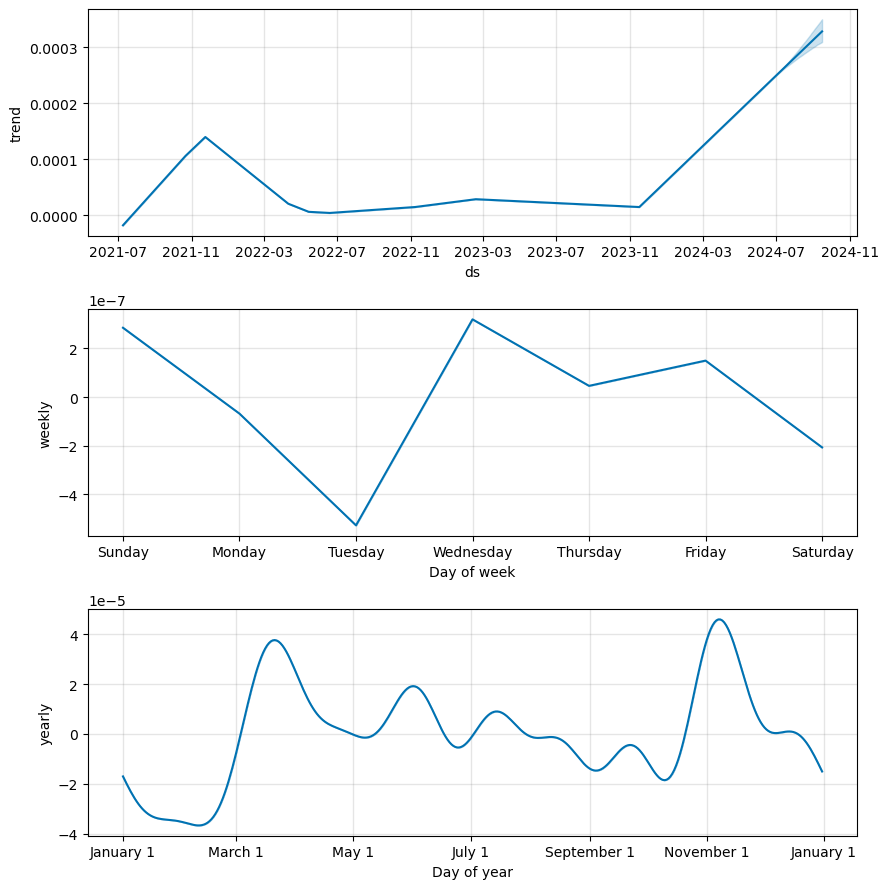 0.0003
0.0002
0.0001
0.0000
trend
2021-07 2021-11 2022-03 2022-07 2022-11 2023-03 2023-07 2023-11 2024-03 2024-07 2024-11
ds
1e−7
2
0
−2
−4
weekly
Sunday Monday Tuesday Wednesday Thursday Friday Saturday
Day of week
1e−5
4
2
0
−2
−4
yearly
January 1 March 1 May 1 July 1 September 1 November 1 January 1
Day of year